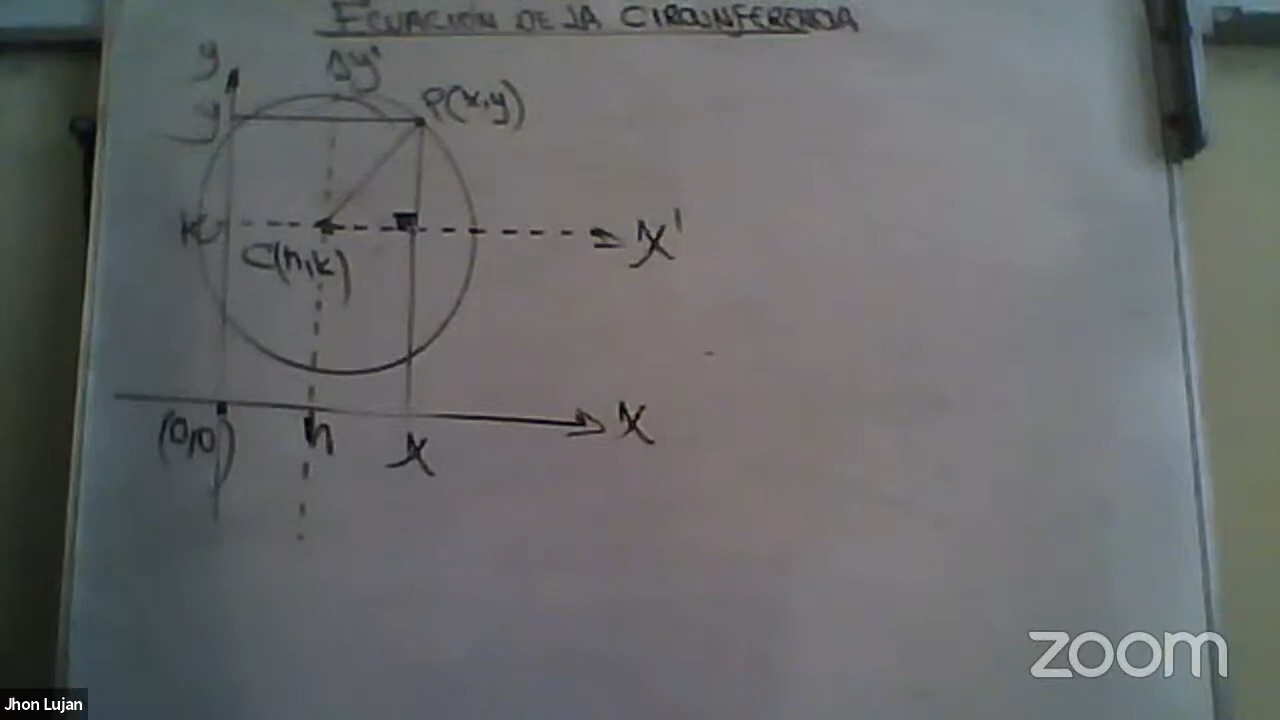 ECUACIÓN DE LA CIRCUNFERENCIA
y
y'
y
P(x,y)
K
X'
C(h,k)
(0,0)
h
x
X
zoom
Jhon Lujan